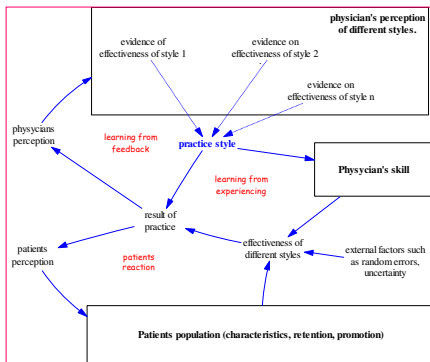 physician's perception
of different styles.
evidence of
effectiveness of style 1
evidence on
effectiveness of style 2
evidence on
effectiveness of style n
physycians
perception
learning from
feedback
practice style
Physycian's skill
learning from
experiencing
result of
practice
patients
perception
patients
reaction
effectiveness of
different styles
external factors such
as random errors,
uncertainty
Patients population (characteristics, retention, promotion)